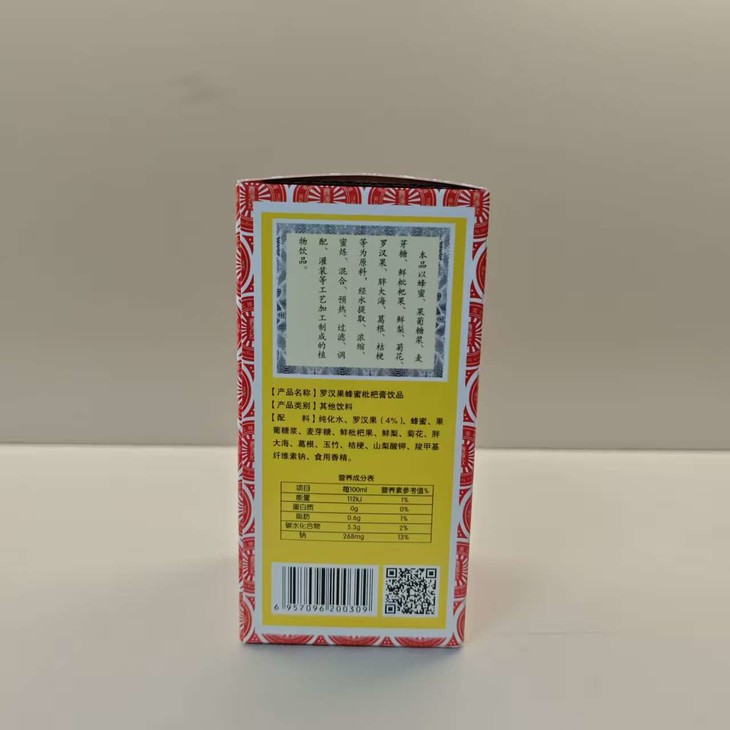 本品以蜂蜜、果葡糖浆、麦
芽糖、鲜枇杷果、鲜梨、菊花、
罗汉果、胖大海、葛根、桔梗
等为原料，经水提取、浓缩、
蜜炼、混合、预热、过滤、调
配、灌装等工艺加工制成的植
物饮品。
【产品名称】罗汉果蜂蜜枇杷膏饮品
【产品类别】其他饮料
【配 料】纯化水、罗汉果（4%）、蜂蜜、果
葡糖浆、麦芽糖、鲜枇杷果、鲜梨、菊花、胖
大海、葛根、玉竹、桔梗、山梨酸钾、羧甲基
纤维素钠、食用香精。
营养成分表
项目 每100ml 营养素参考值%
能量 112kJ 1%
蛋白质 0g 0%
脂肪 0.6g 1%
碳水化合物 5.3g 2%
钠 268mg 13%
6 957096 200309